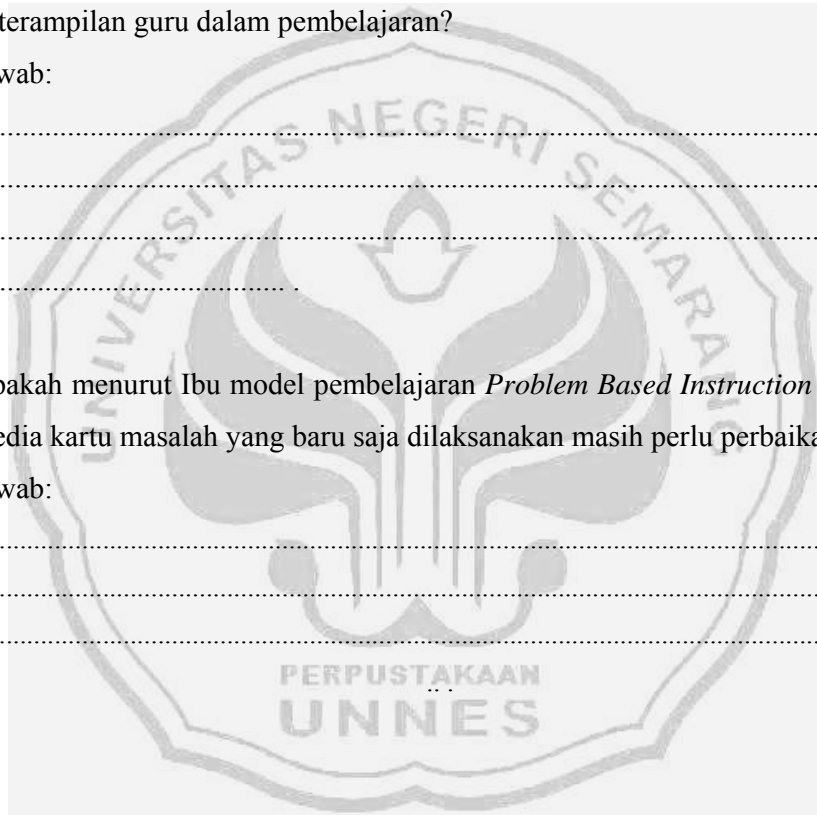 terampilan guru dalam pembelajaran?
wab:
................................................................................................
................................................................................................
................................................................................................
.................................... .
pakah menurut Ibu model pembelajaran Problem Based Instruction
edia kartu masalah yang baru saja dilaksanakan masih perlu perbaika
wab:
................................................................................................
................................................................................................
................................................................................................
.. .
UNIVERSITAS NEGERI SEMARANG
PERPUSTAKAAN
UNNES